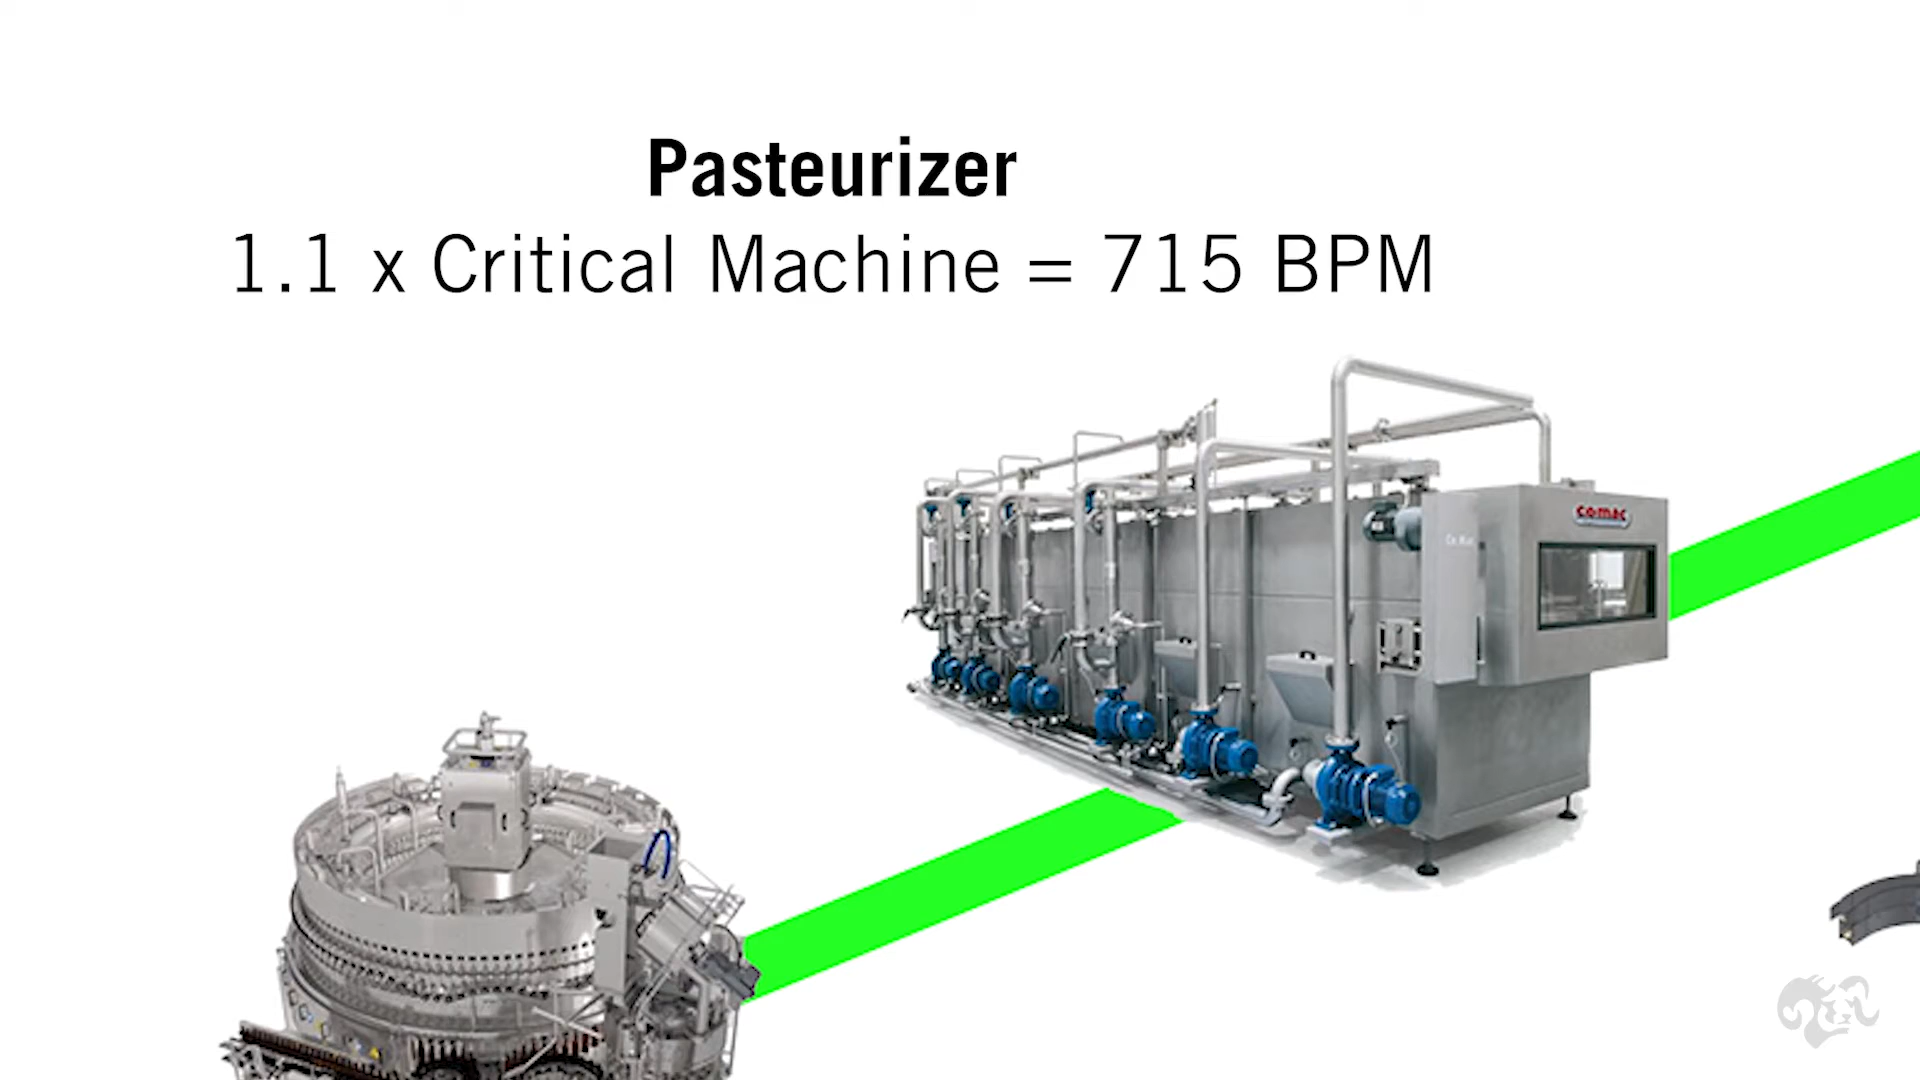 Pasteurizer
1.1 x Critical Machine = 715 BPM
comac